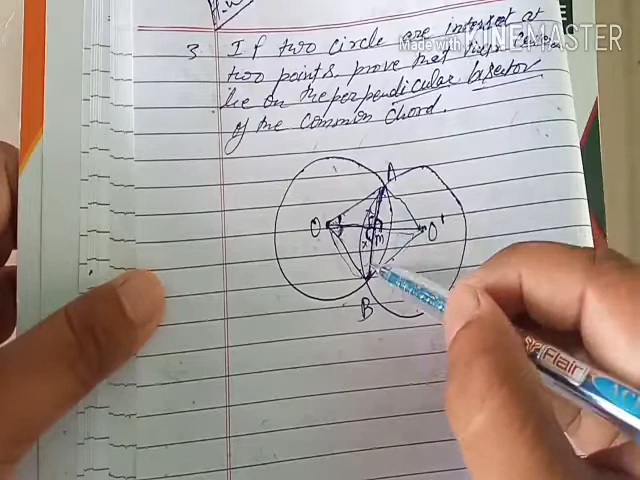 H.W
3 If two circle are intersect at
two points, prove that their
lie on the perpendicular bisector
of the common chord.
Made with KINEMASTER
A
O
M
O'
B
Flair